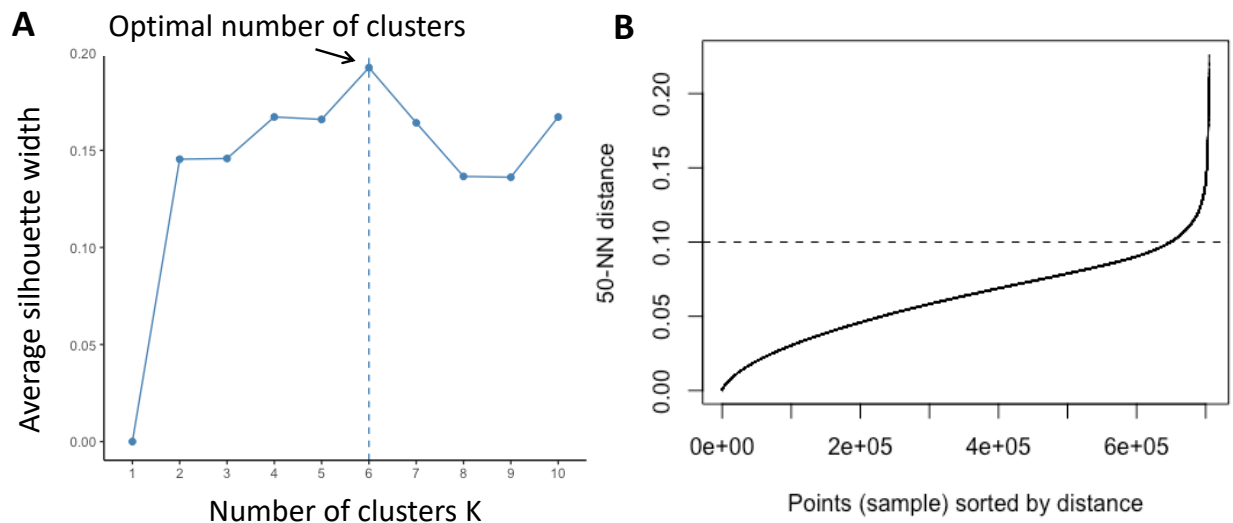 A
Optimal number of clusters
0.20
0.15
0.10
0.05
0.00
Average silhouette width
1 2 3 4 5 6 7 8 9 10
Number of clusters K
B
0.20
0.15
0.10
0.05
0.00
50-NN distance
0e+00 2e+05 4e+05 6e+05
Points (sample) sorted by distance